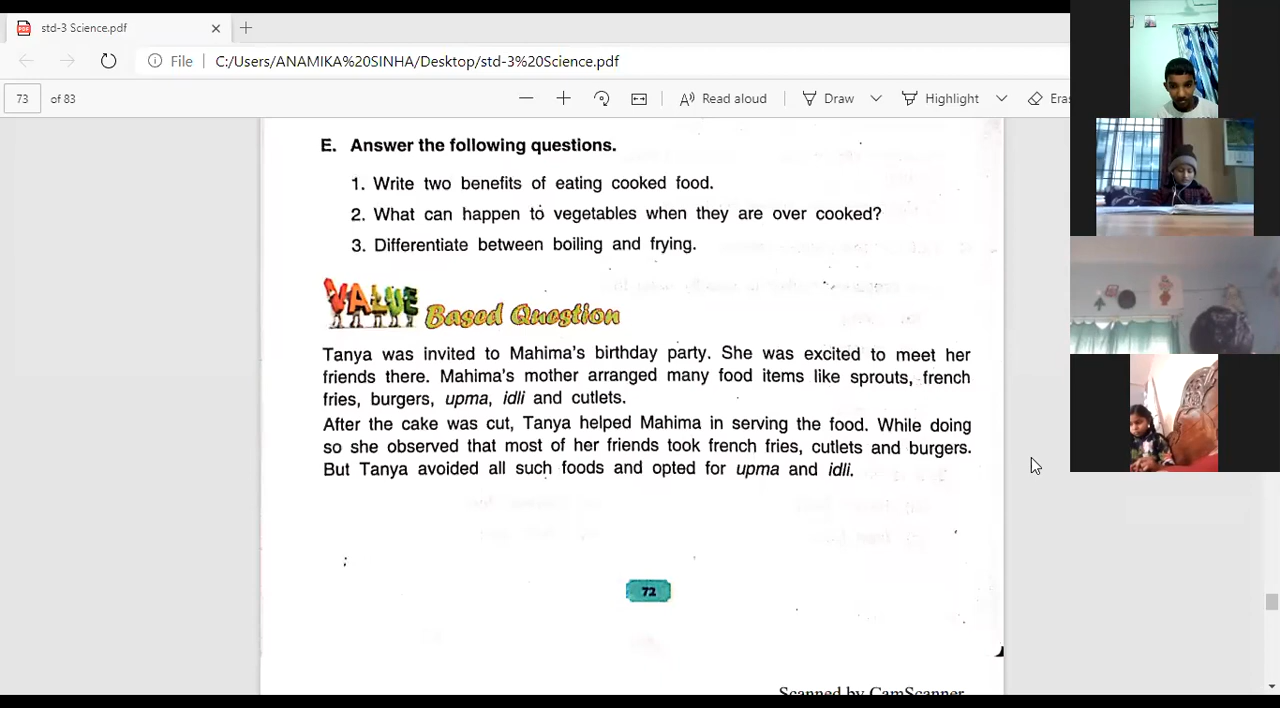 std-3 Science.pdf
File C:/Users/ANAMIKA%20SINHA/Desktop/std-3%20Science.pdf
73 of 83 Read aloud Draw Highlight Eras
E. Answer the following questions.
1. Write two benefits of eating cooked food.
2. What can happen to vegetables when they are over cooked?
3. Differentiate between boiling and frying.
VALUE Based Question
Tanya was invited to Mahima's birthday party. She was excited to meet her
friends there. Mahima's mother arranged many food items like sprouts, french
fries, burgers, upma, idli and cutlets.
After the cake was cut, Tanya helped Mahima in serving the food. While doing
so she observed that most of her friends took french fries, cutlets and burgers.
But Tanya avoided all such foods and opted for upma and idli.
72
Scanned by CamScanner